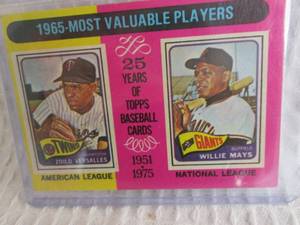 1965-MOST VALUABLE PLAYERS
25
YEARS OF
TOPPS
BASEBALL
CARDS
1951
1975
TWINS
ZOILO VERSALLES
AMERICAN LEAGUE
GIANTS
OUTFIELD
WILLIE MAYS
NATIONAL LEAGUE